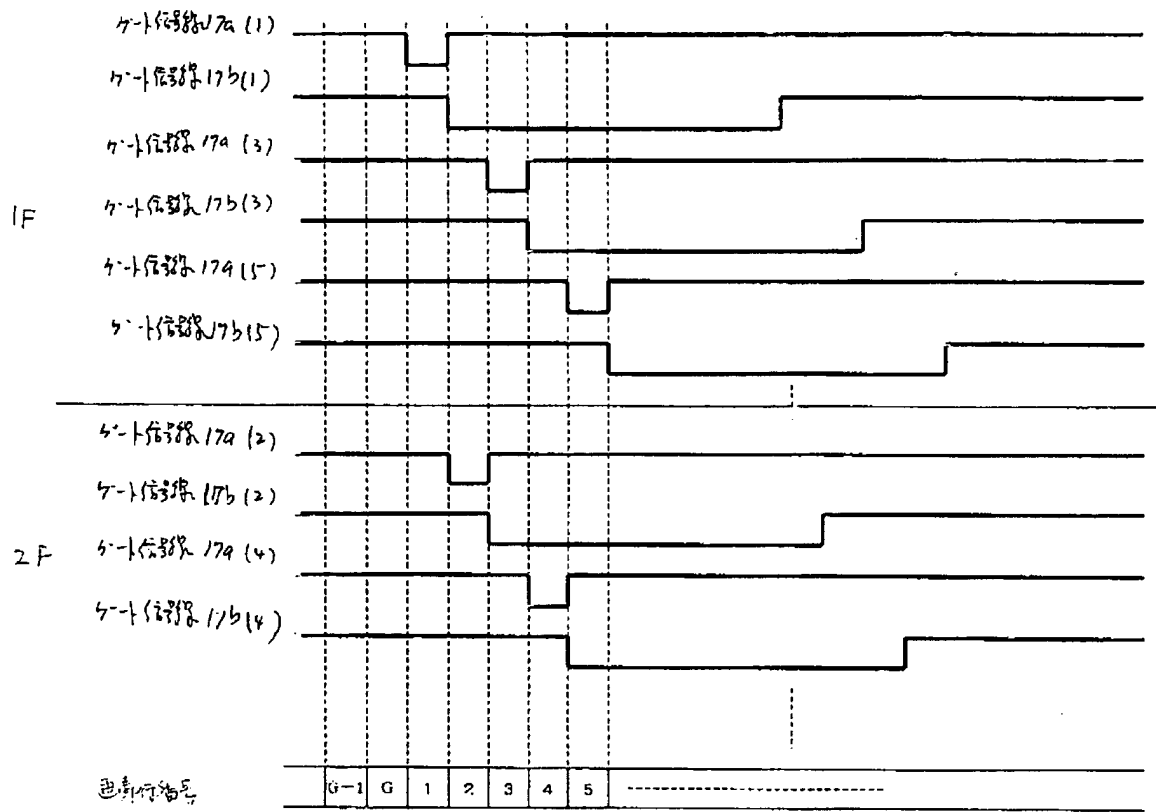 ゲート信号線17a(1)
ゲート信号線17b(1)
ゲート信号線17a(3)
1F
ゲート信号線17b(3)
ゲート信号線17a(5)
ゲート信号線17b(5)
ゲート信号線17a(2)
ゲート信号線17b(2)
2F
ゲート信号線17a(4)
ゲート信号線17b(4)
画素行番号 G-1 G 1 2 3 4 5